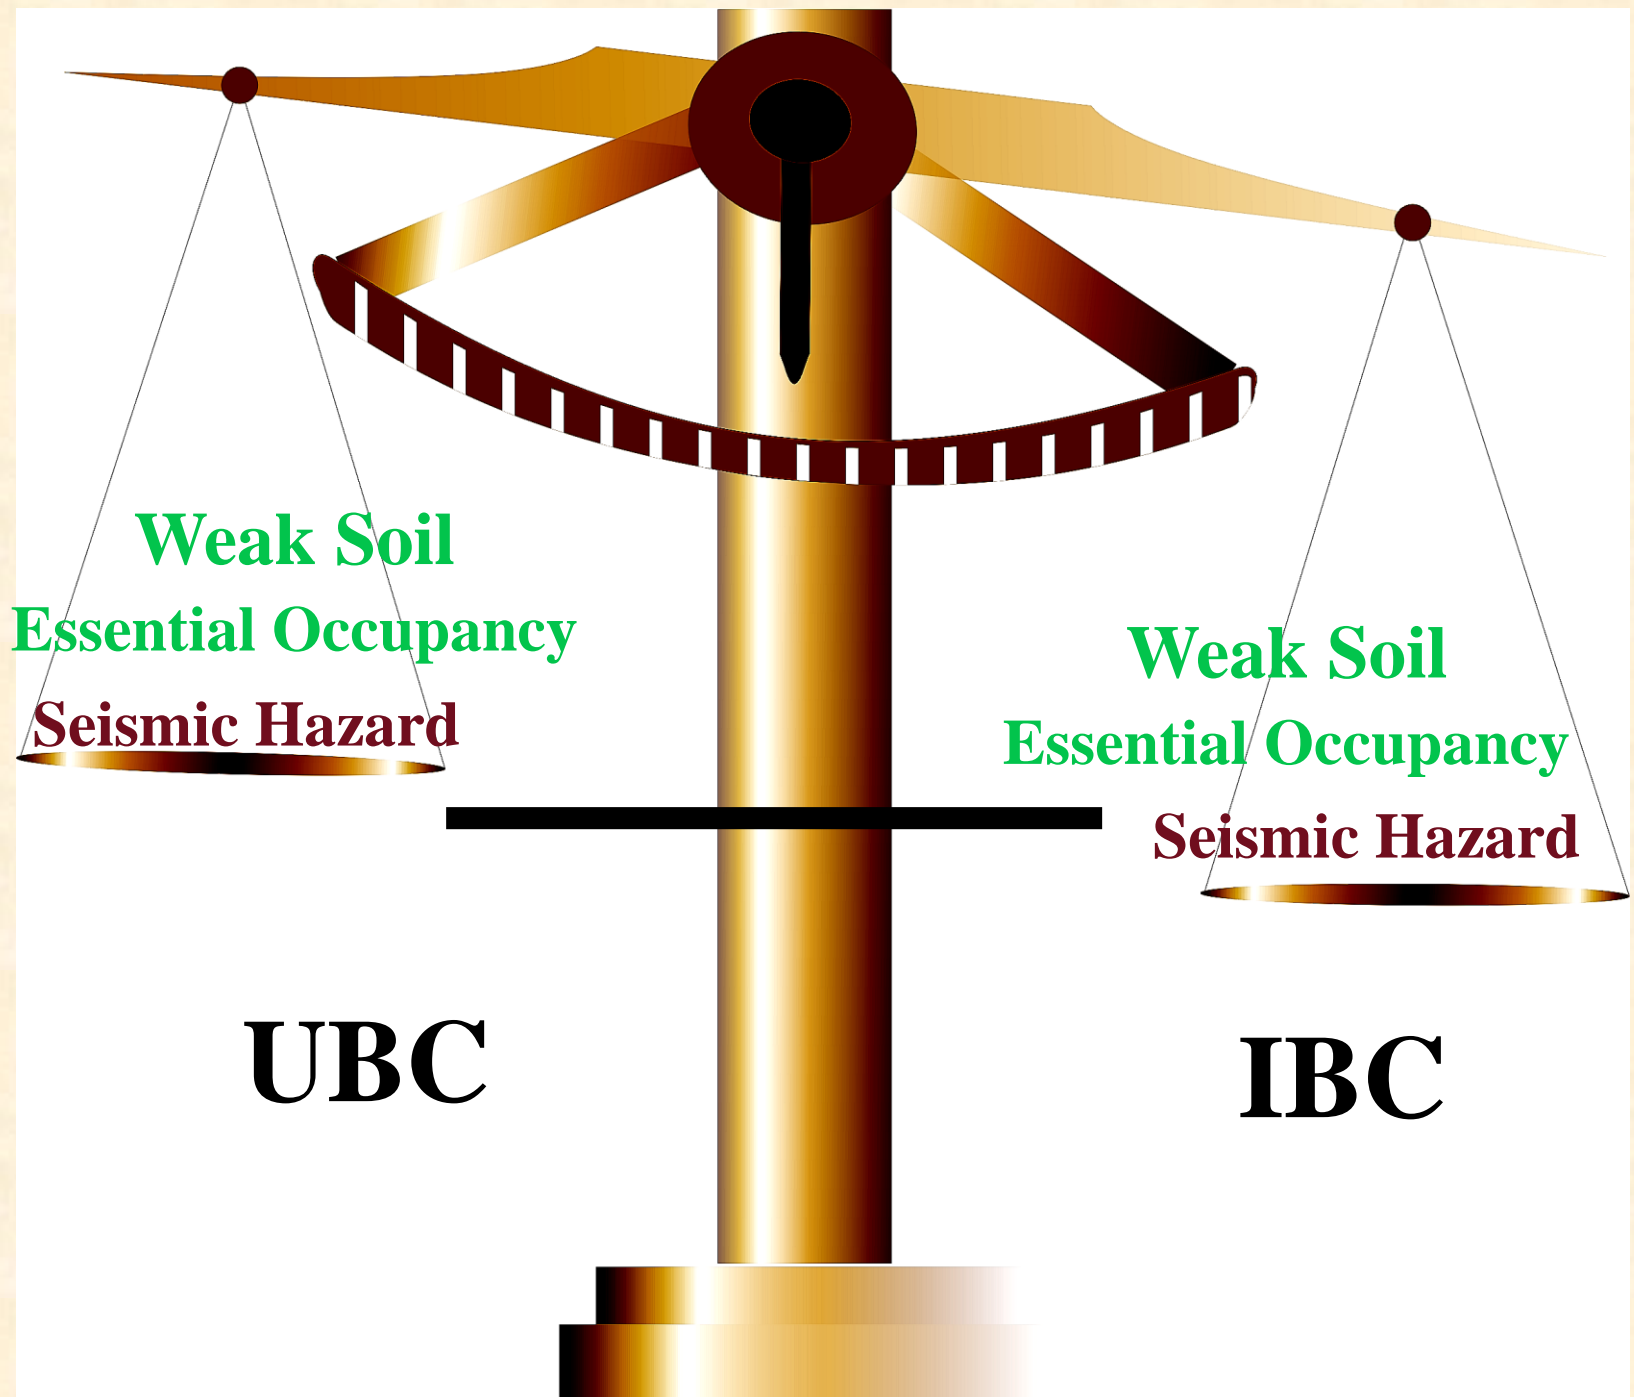 Weak Soil
Essential Occupancy
Seismic Hazard
Weak Soil
Essential Occupancy
Seismic Hazard
UBC
IBC